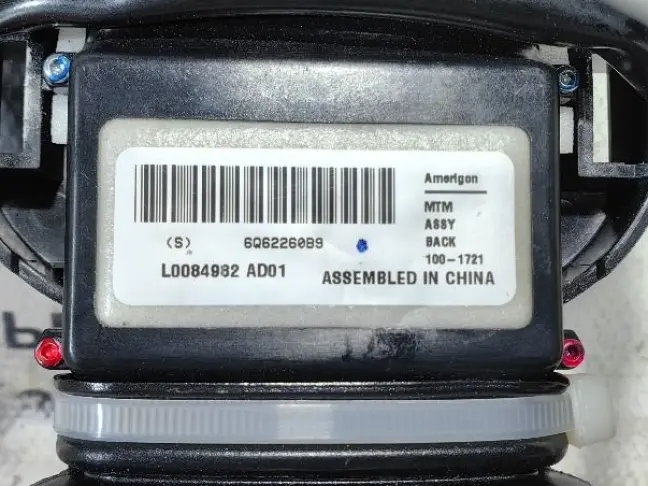 Amerigon
MTM
ASSY
BACK
100-1721
(S) 6Q6226089
L0084982 AD01
ASSEMBLED IN CHINA